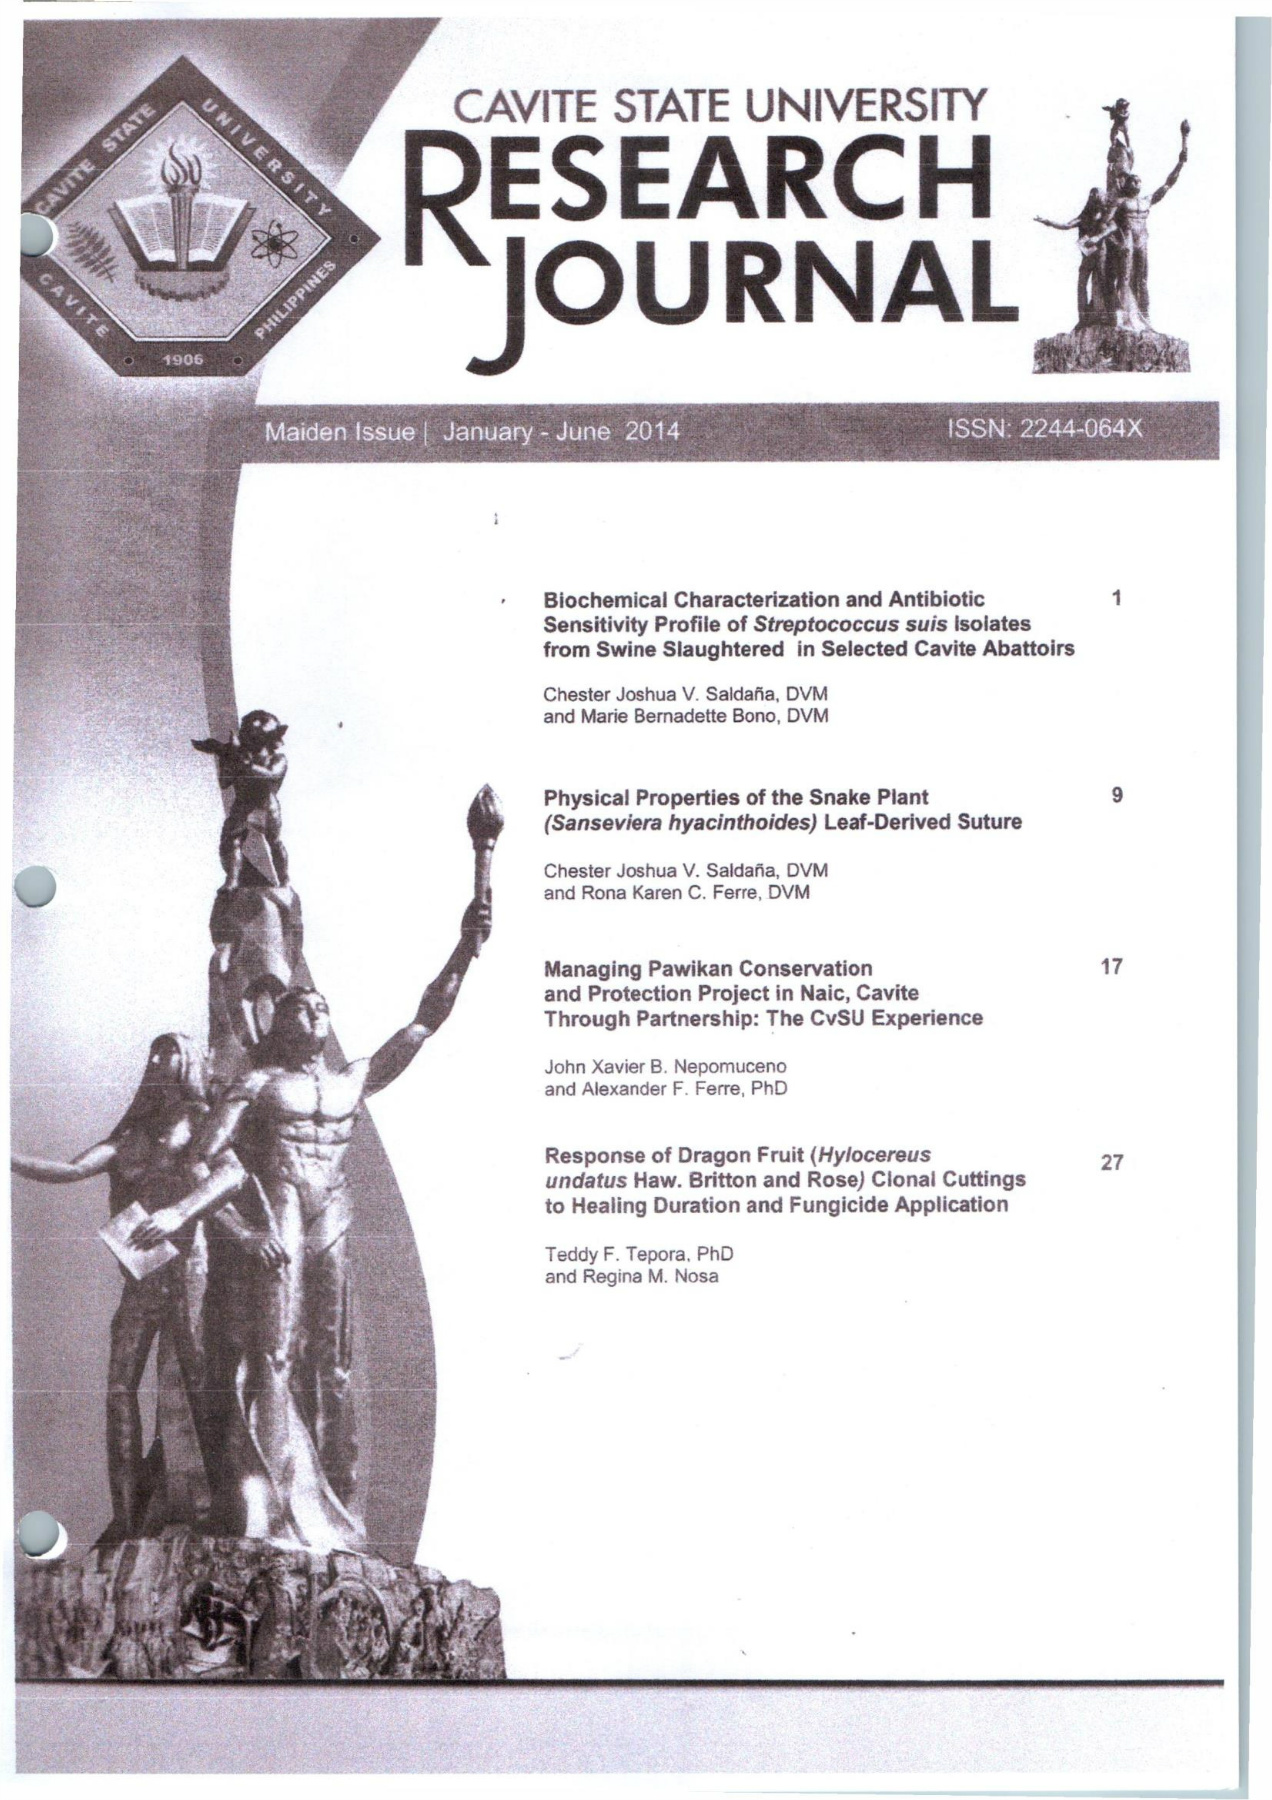 CAVITE STATE UNIVERSITY
CAVITE PHILIPPINES
1906
CAVITE STATE UNIVERSITY
RESEARCH
JOURNAL
Maiden Issue | January - June 2014 ISSN: 2244-064X
Biochemical Characterization and Antibiotic 1
Sensitivity Profile of Streptococcus suis Isolates
from Swine Slaughtered in Selected Cavite Abattoirs
Chester Joshua V. Saldaña, DVM
and Marie Bernadette Bono, DVM
Physical Properties of the Snake Plant 9
(Sanseviera hyacinthoides) Leaf-Derived Suture
Chester Joshua V. Saldaña, DVM
and Rona Karen C. Ferre, DVM
Managing Pawikan Conservation 17
and Protection Project in Naic, Cavite
Through Partnership: The CvSU Experience
John Xavier B. Nepomuceno
and Alexander F. Ferre, PhD
Response of Dragon Fruit (Hylocereus 27
undatus Haw. Britton and Rose) Clonal Cuttings
to Healing Duration and Fungicide Application
Teddy F. Tepora, PhD
and Regina M. Nosa